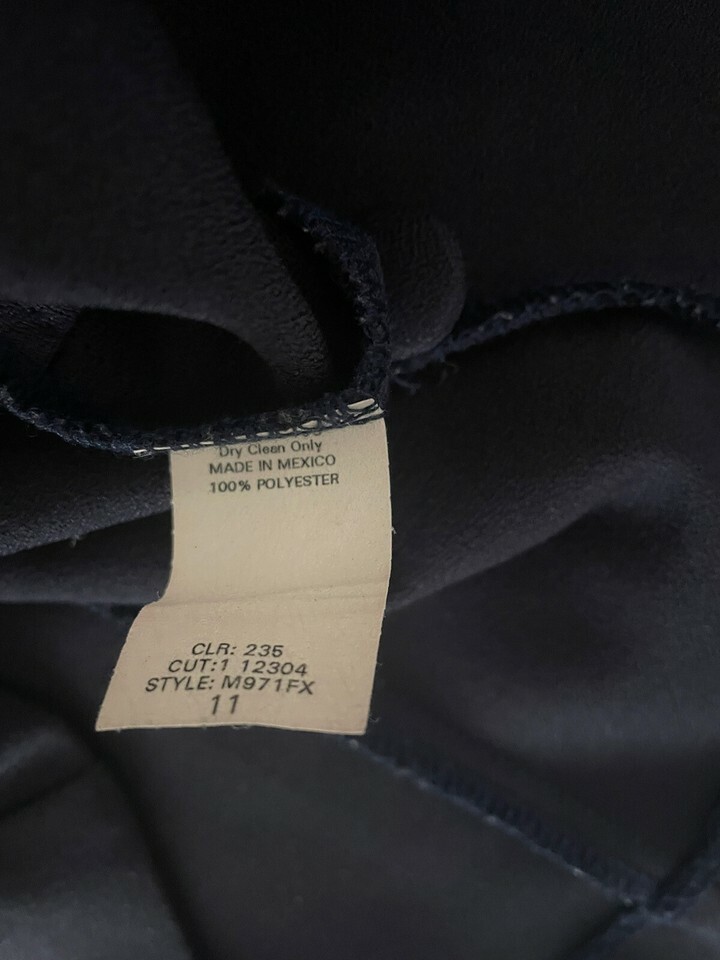 Dry Clean Only
MADE IN MEXICO
100% POLYESTER
CLR: 235
CUT:1 12304
STYLE: M971FX
11